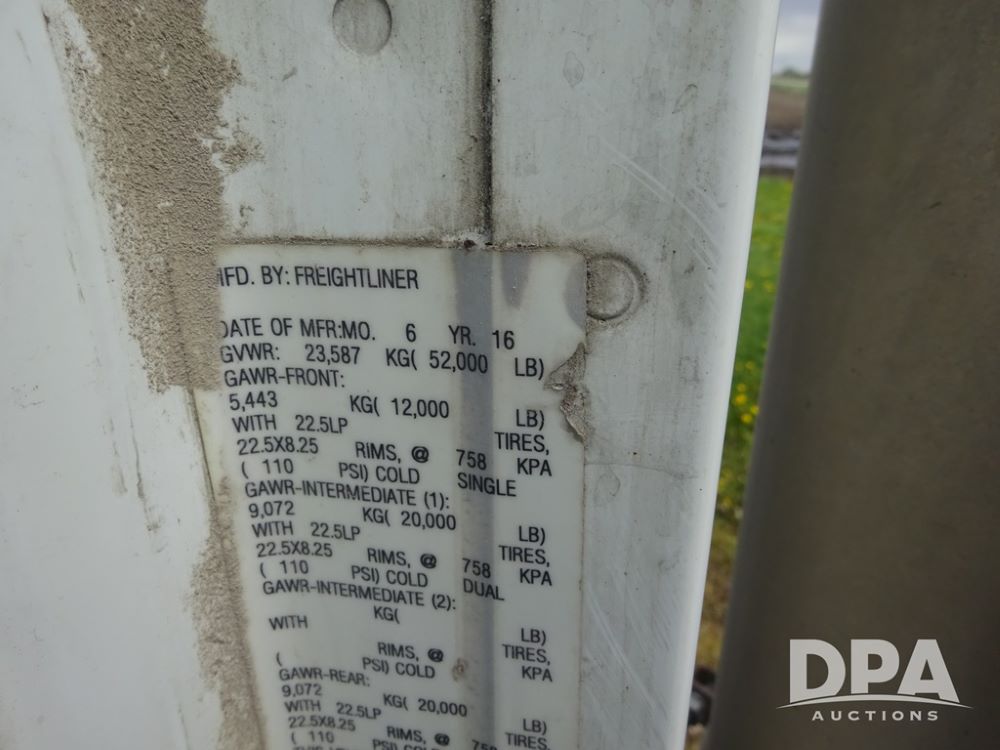 MFD. BY: FREIGHTLINER
DATE OF MFR:MO. 6 YR. 16
GVWR: 23,587 KG( 52,000 LB)
GAWR-FRONT:
5,443 KG( 12,000 LB)
WITH 22.5LP TIRES,
22.5X8.25 RIMS, @ 758 KPA
( 110 PSI) COLD SINGLE
GAWR-INTERMEDIATE (1):
9,072 KG( 20,000 LB)
WITH 22.5LP TIRES,
22.5X8.25 RIMS, @ 758 KPA
( 110 PSI) COLD DUAL
GAWR-INTERMEDIATE (2):
KG( LB)
WITH TIRES,
RIMS, @ KPA
( PSI) COLD
GAWR-REAR:
9,072 KG( 20,000 LB)
WITH 22.5LP TIRES,
22.5X8.25 RIMS, @ 758
( 110 PSI) COLD
DPA
AUCTIONS